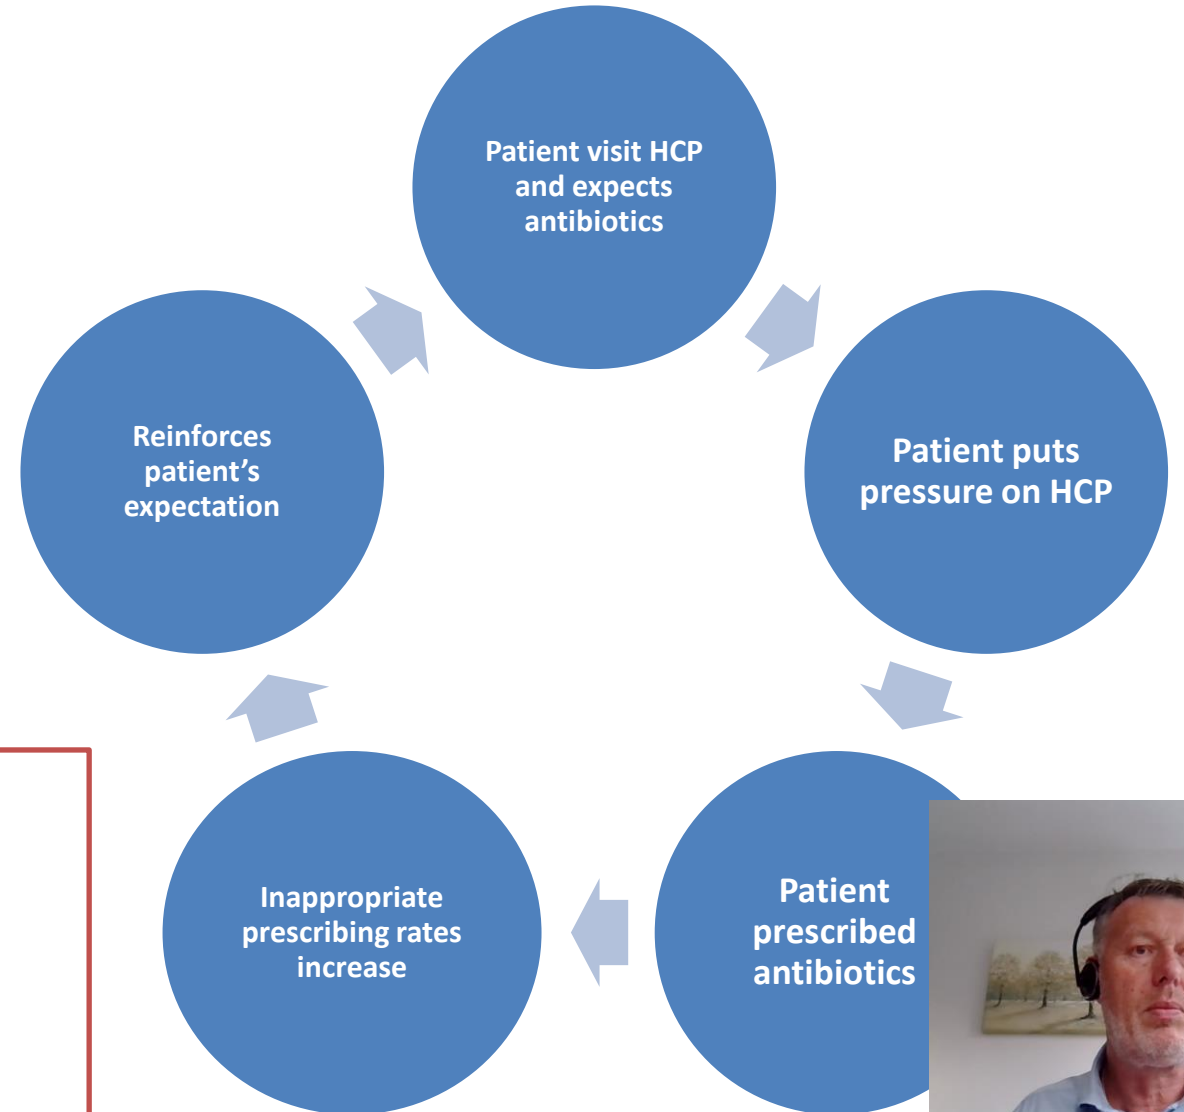 Patient visit HCP
and expects
antibiotics
Patient puts
pressure on HCP
Patient
prescribed
antibiotics
Inappropriate
prescribing rates
increase
Reinforces
patient’s
expectation